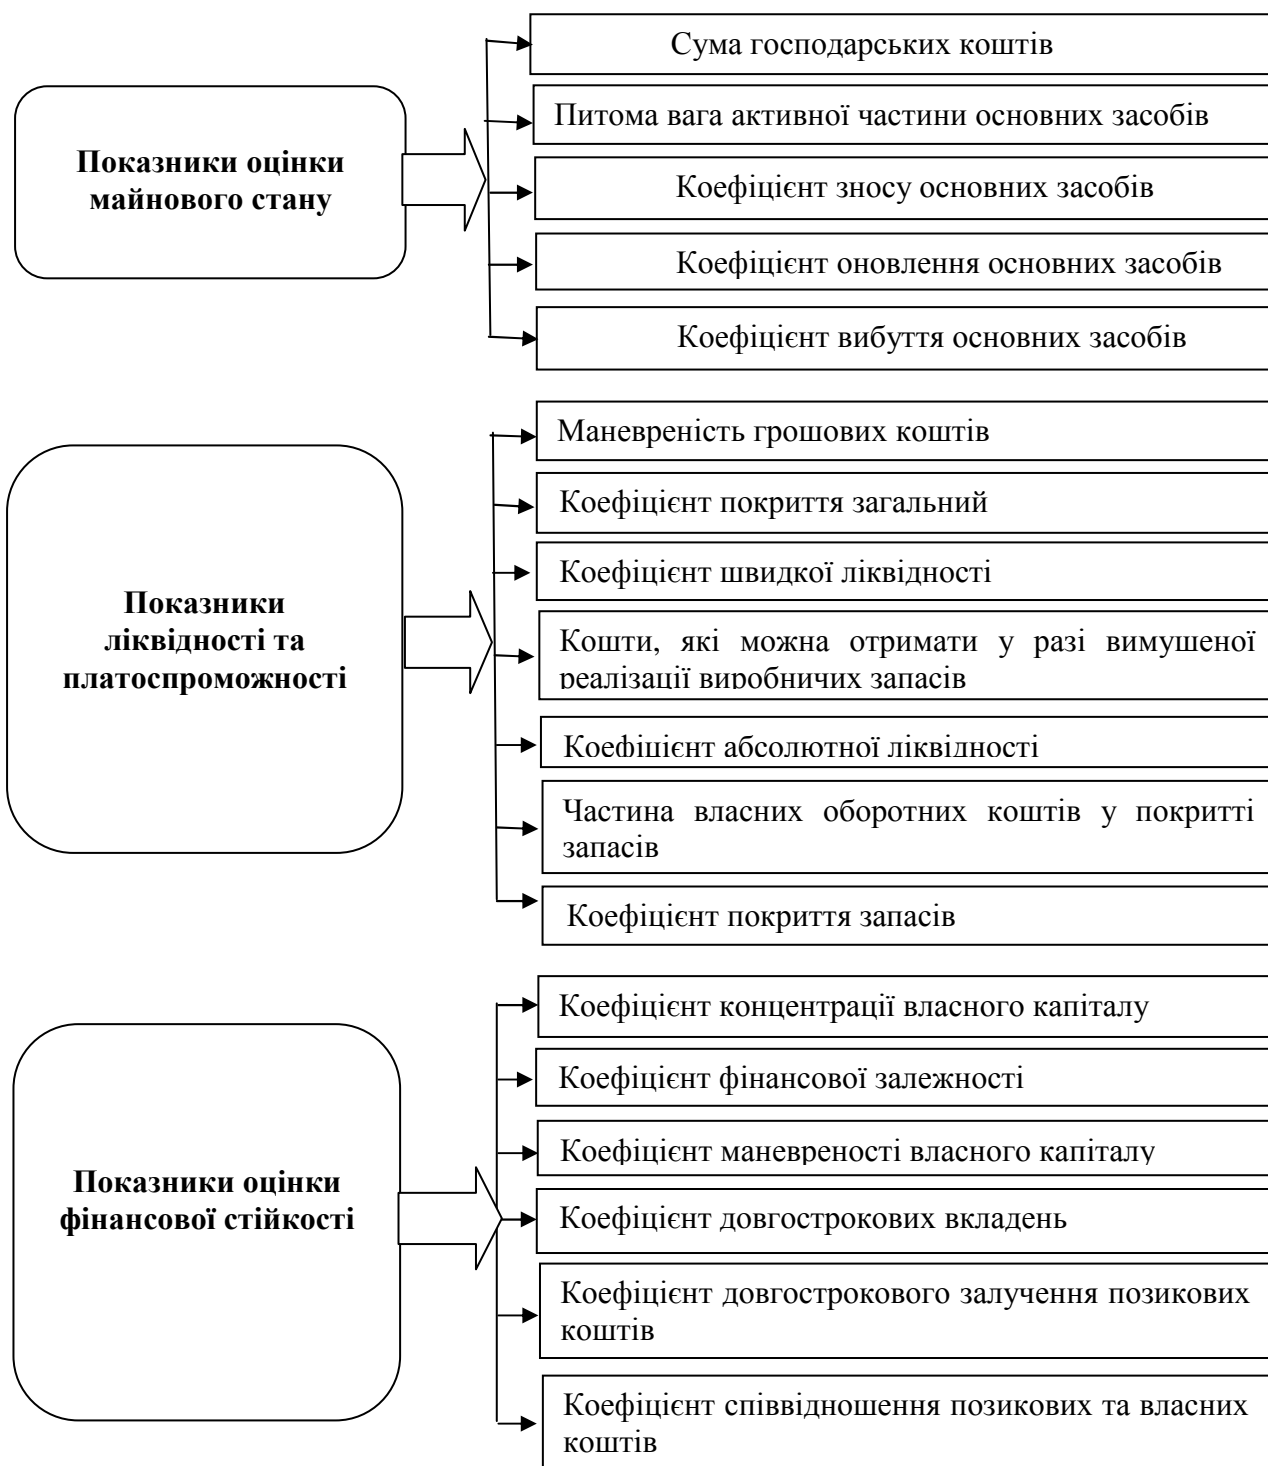 Показники оцінки
майнового стану
Сума господарських коштів
Питома вага активної частини основних засобів
Коефіцієнт зносу основних засобів
Коефіцієнт оновлення основних засобів
Коефіцієнт вибуття основних засобів
Показники
ліквідності та
платоспроможності
Маневреність грошових коштів
Коефіцієнт покриття загальний
Коефіцієнт швидкої ліквідності
Кошти, які можна отримати у разі вимушеної
реалізації виробничих запасів
Коефіцієнт абсолютної ліквідності
Частина власних оборотних коштів у покритті
запасів
Коефіцієнт покриття запасів
Показники оцінки
фінансової стійкості
Коефіцієнт концентрації власного капіталу
Коефіцієнт фінансової залежності
Коефіцієнт маневреності власного капіталу
Коефіцієнт довгострокових вкладень
Коефіцієнт довгострокового залучення позикових
коштів
Коефіцієнт співвідношення позикових та власних
коштів